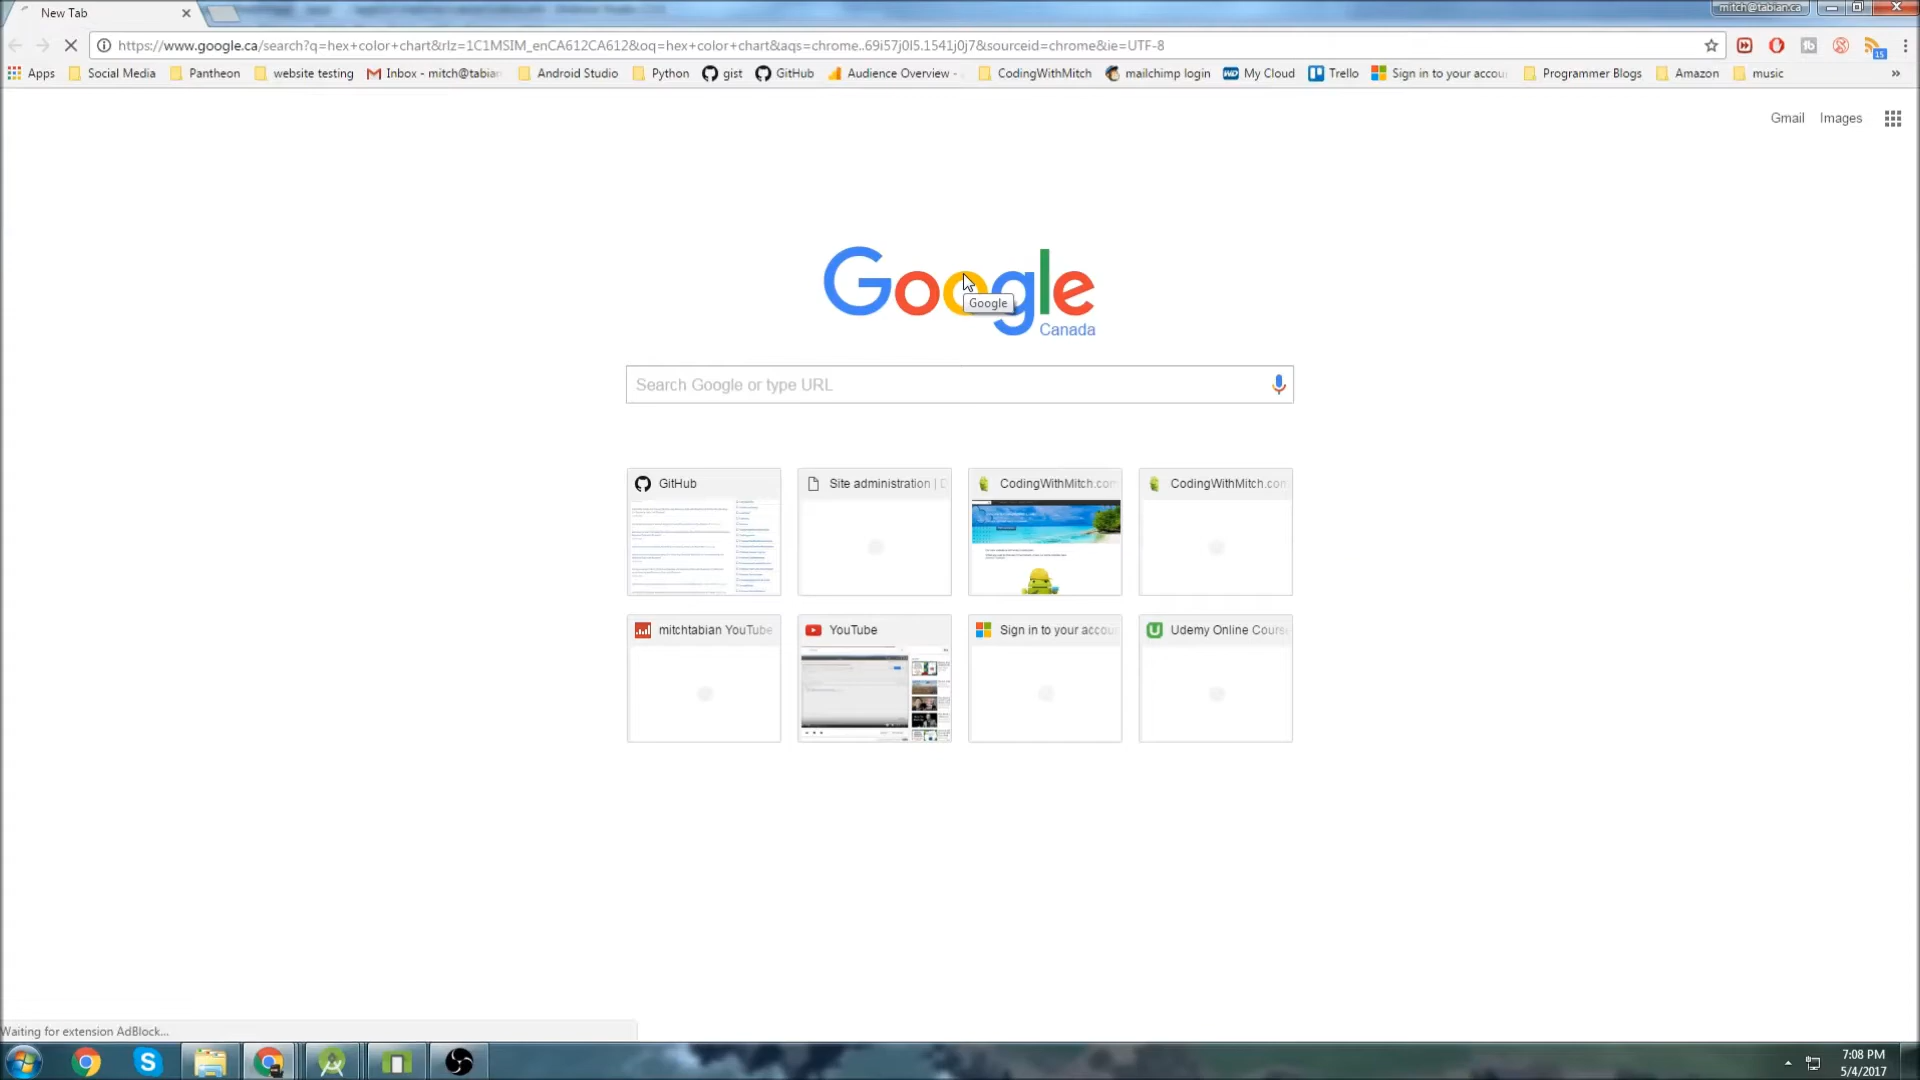 New Tab
mitch@tabian.ca
https://www.google.ca/search?q=hex+color+chart&rlz=1C1MSIM_enCA612CA612&oq=hex+color+chart&aqs=chrome..69i57j0l5.1541j0j7&sourceid=chrome&ie=UTF-8
15
Apps Social Media Pantheon website testing Inbox - mitch@tabian Android Studio Python gist GitHub Audience Overview - CodingWithMitch mailchimp login WD My Cloud Trello Sign in to your accou Programmer Blogs Amazon music »
Gmail Images
Google
Google
Canada
Search Google or type URL
GitHub Site administration | D CodingWithMitch.com CodingWithMitch.com
mitchtabian YouTube YouTube Sign in to your accou Udemy Online Course
Waiting for extension AdBlock...
7:08 PM
5/4/2017